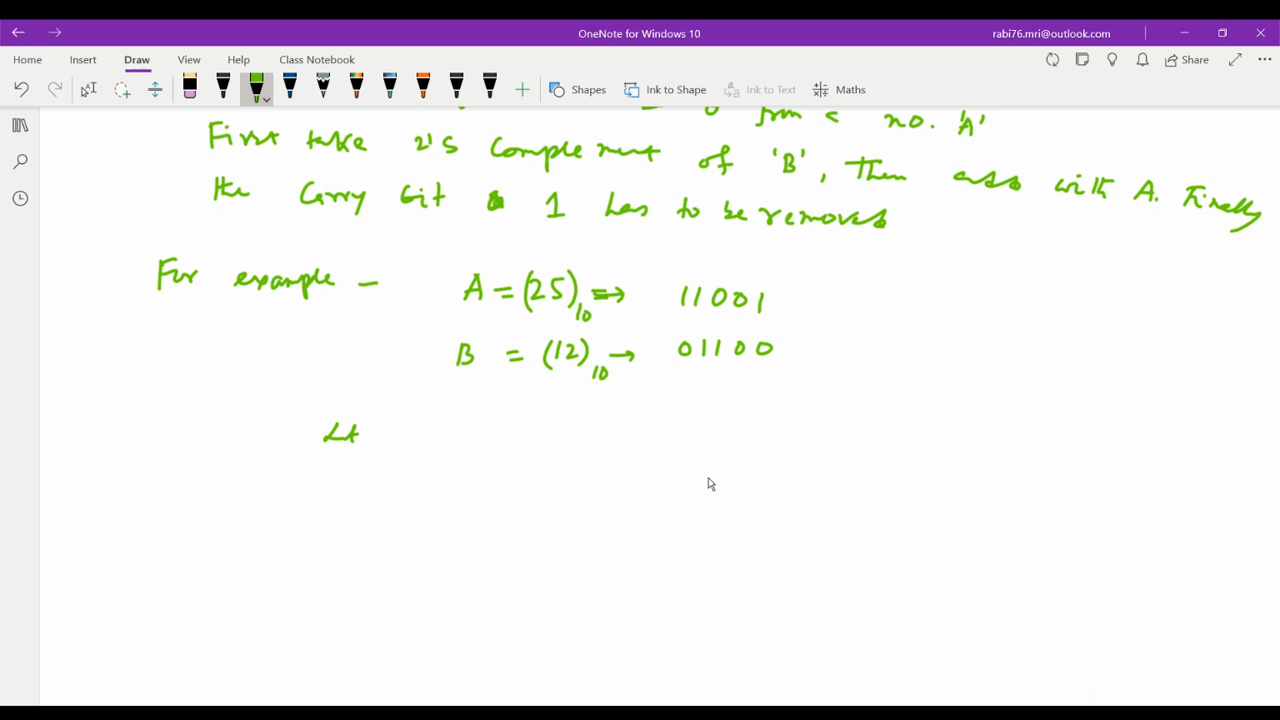 OneNote for Windows 10
rabi76.mri@outlook.com
Home Insert Draw View Help Class Notebook
Share
Shapes Ink to Shape Ink to Text Maths
from a no. 'A'
First take 2's complement of 'B', Then add with A. Finally
the carry bit 1 has to be removed
For example - A = (25)10 => 11001
B = (12)10 → 01100